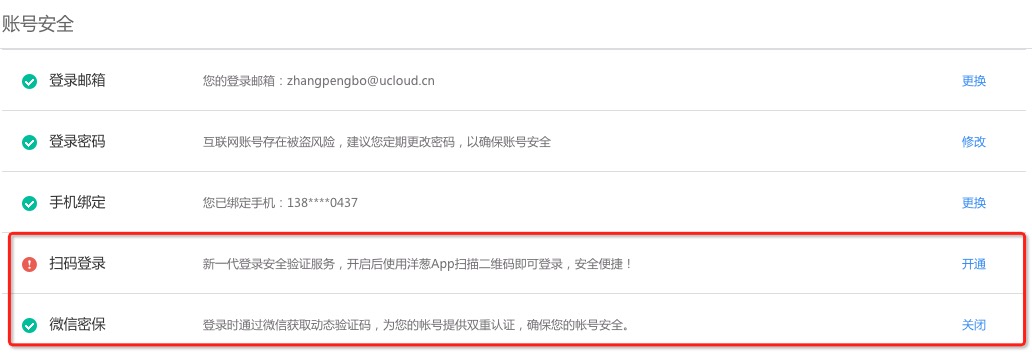 账号安全
登录邮箱 您的登录邮箱：zhangpengbo@ucloud.cn 更换
登录密码 互联网账号存在被盗风险，建议您定期更改密码，以确保账号安全 修改
手机绑定 您已绑定手机：138****0437 更换
扫码登录 新一代登录安全验证服务，开启后使用洋葱App扫描二维码即可登录，安全便捷！ 开通
微信密保 登录时通过微信获取动态验证码，为您的帐号提供双重认证，确保您的帐号安全。 关闭